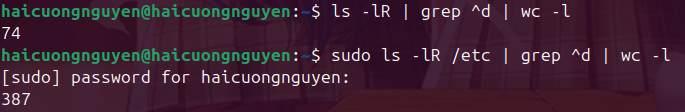 haicuongnguyen@haicuongnguyen:~$ ls -lR | grep ^d | wc -l
74
haicuongnguyen@haicuongnguyen:~$ sudo ls -lR /etc | grep ^d | wc -l
[sudo] password for haicuongnguyen:
387